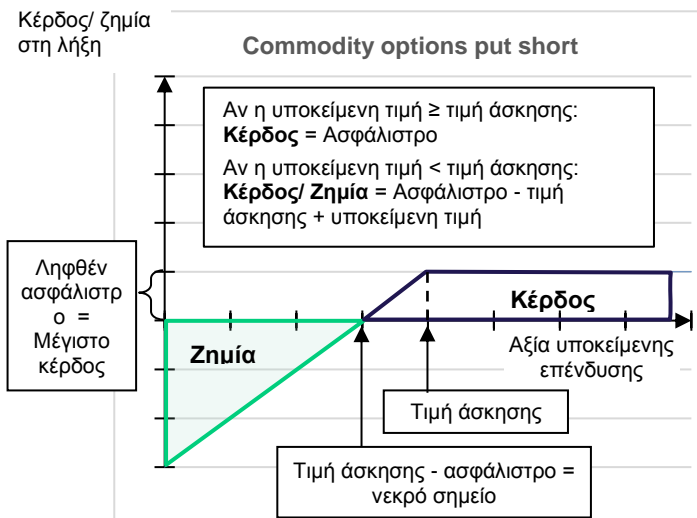 Κέρδος/ ζημία
στη λήξη
Commodity options put short
Αν η υποκείμενη τιμή ≥ τιμή άσκησης:
Κέρδος = Ασφάλιστρο
Αν η υποκείμενη τιμή < τιμή άσκησης:
Κέρδος/ Ζημία = Ασφάλιστρο - τιμή
άσκησης + υποκείμενη τιμή
Ληφθέν
ασφάλιστρ
ο =
Μέγιστο
κέρδος
Κέρδος
Ζημία
Αξία υποκείμενης
επένδυσης
Τιμή άσκησης
Τιμή άσκησης - ασφάλιστρο =
νεκρό σημείο